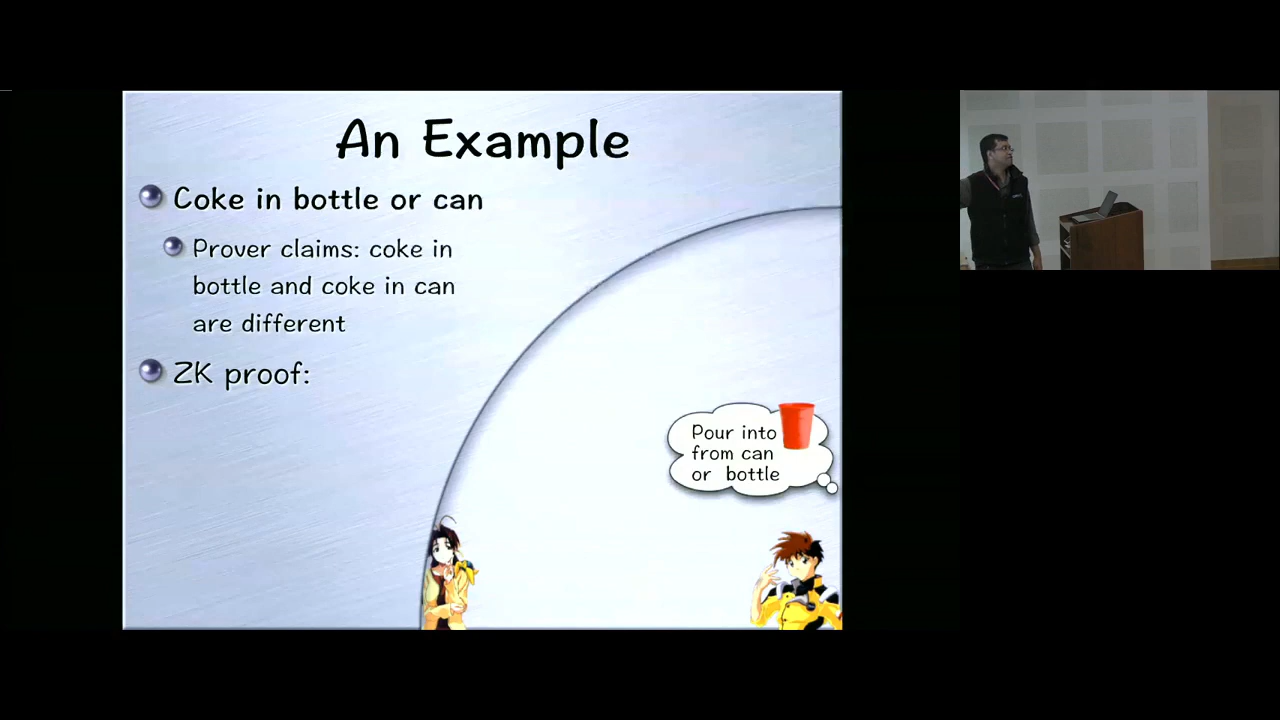 An Example
Coke in bottle or can
Prover claims: coke in
bottle and coke in can
are different
ZK proof:
Pour into
from can
or bottle